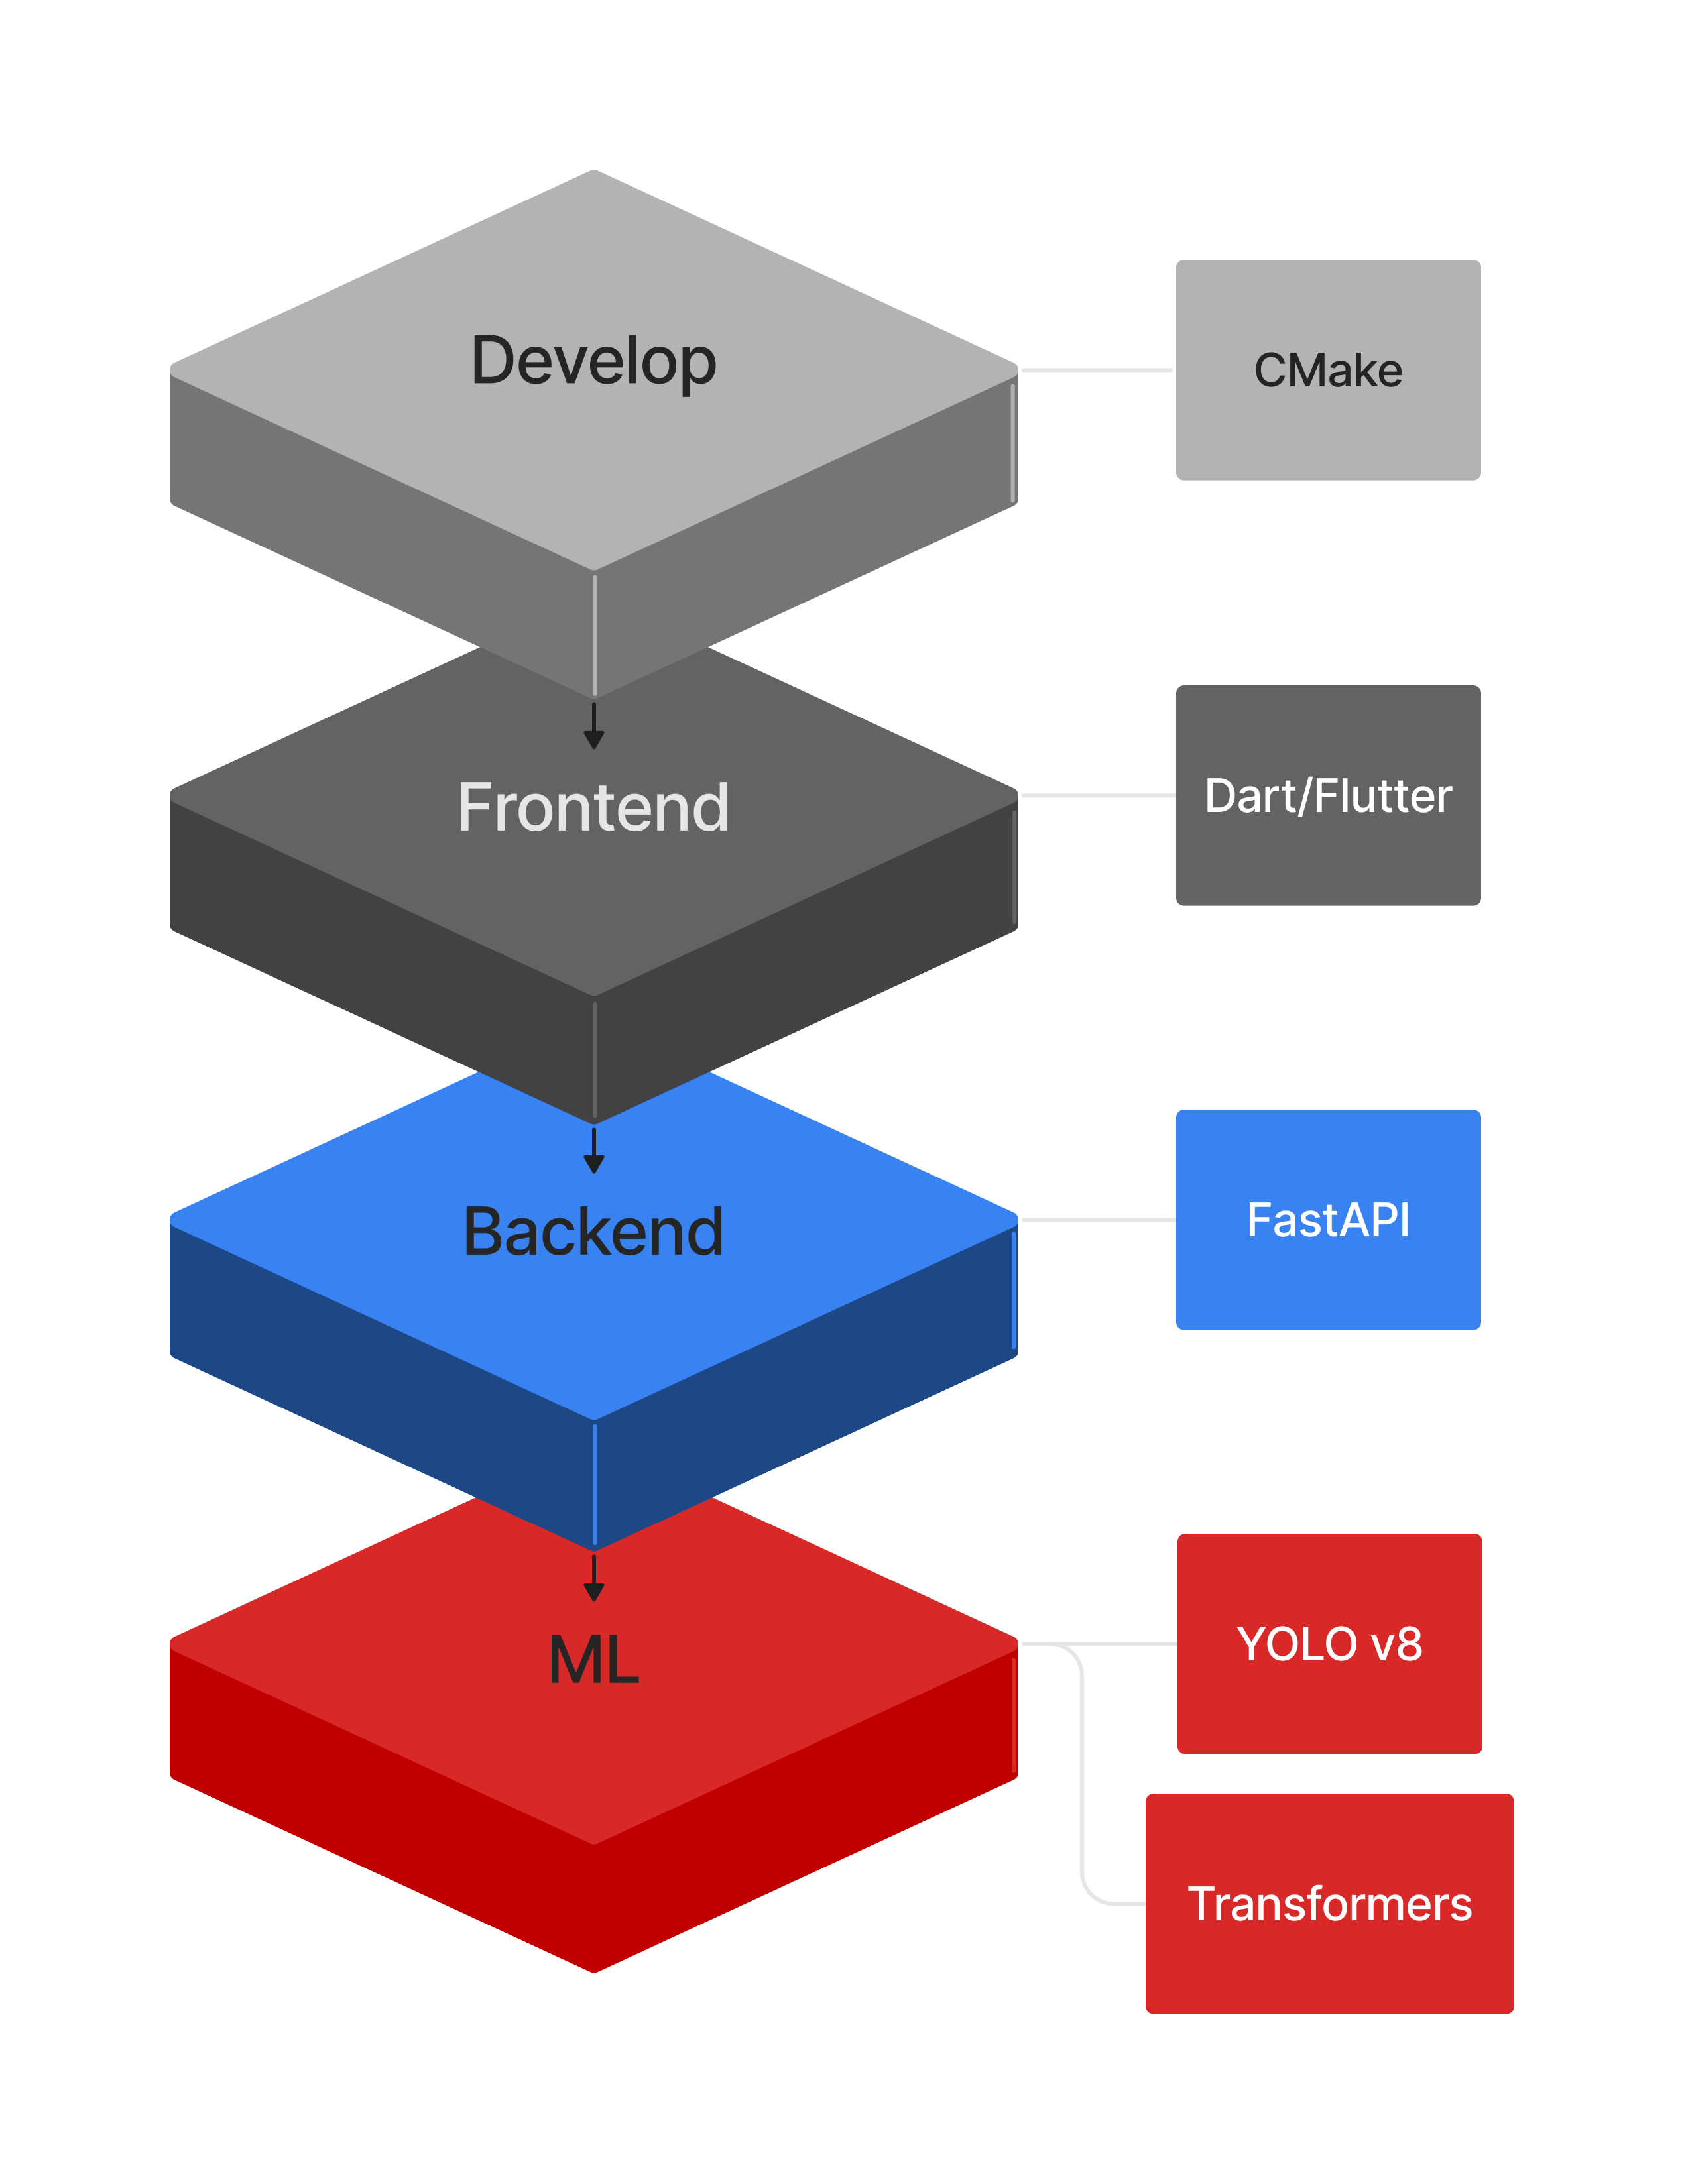 Develop
CMake
Frontend
Dart/Flutter
Backend
FastAPI
ML
YOLO v8
Transformers